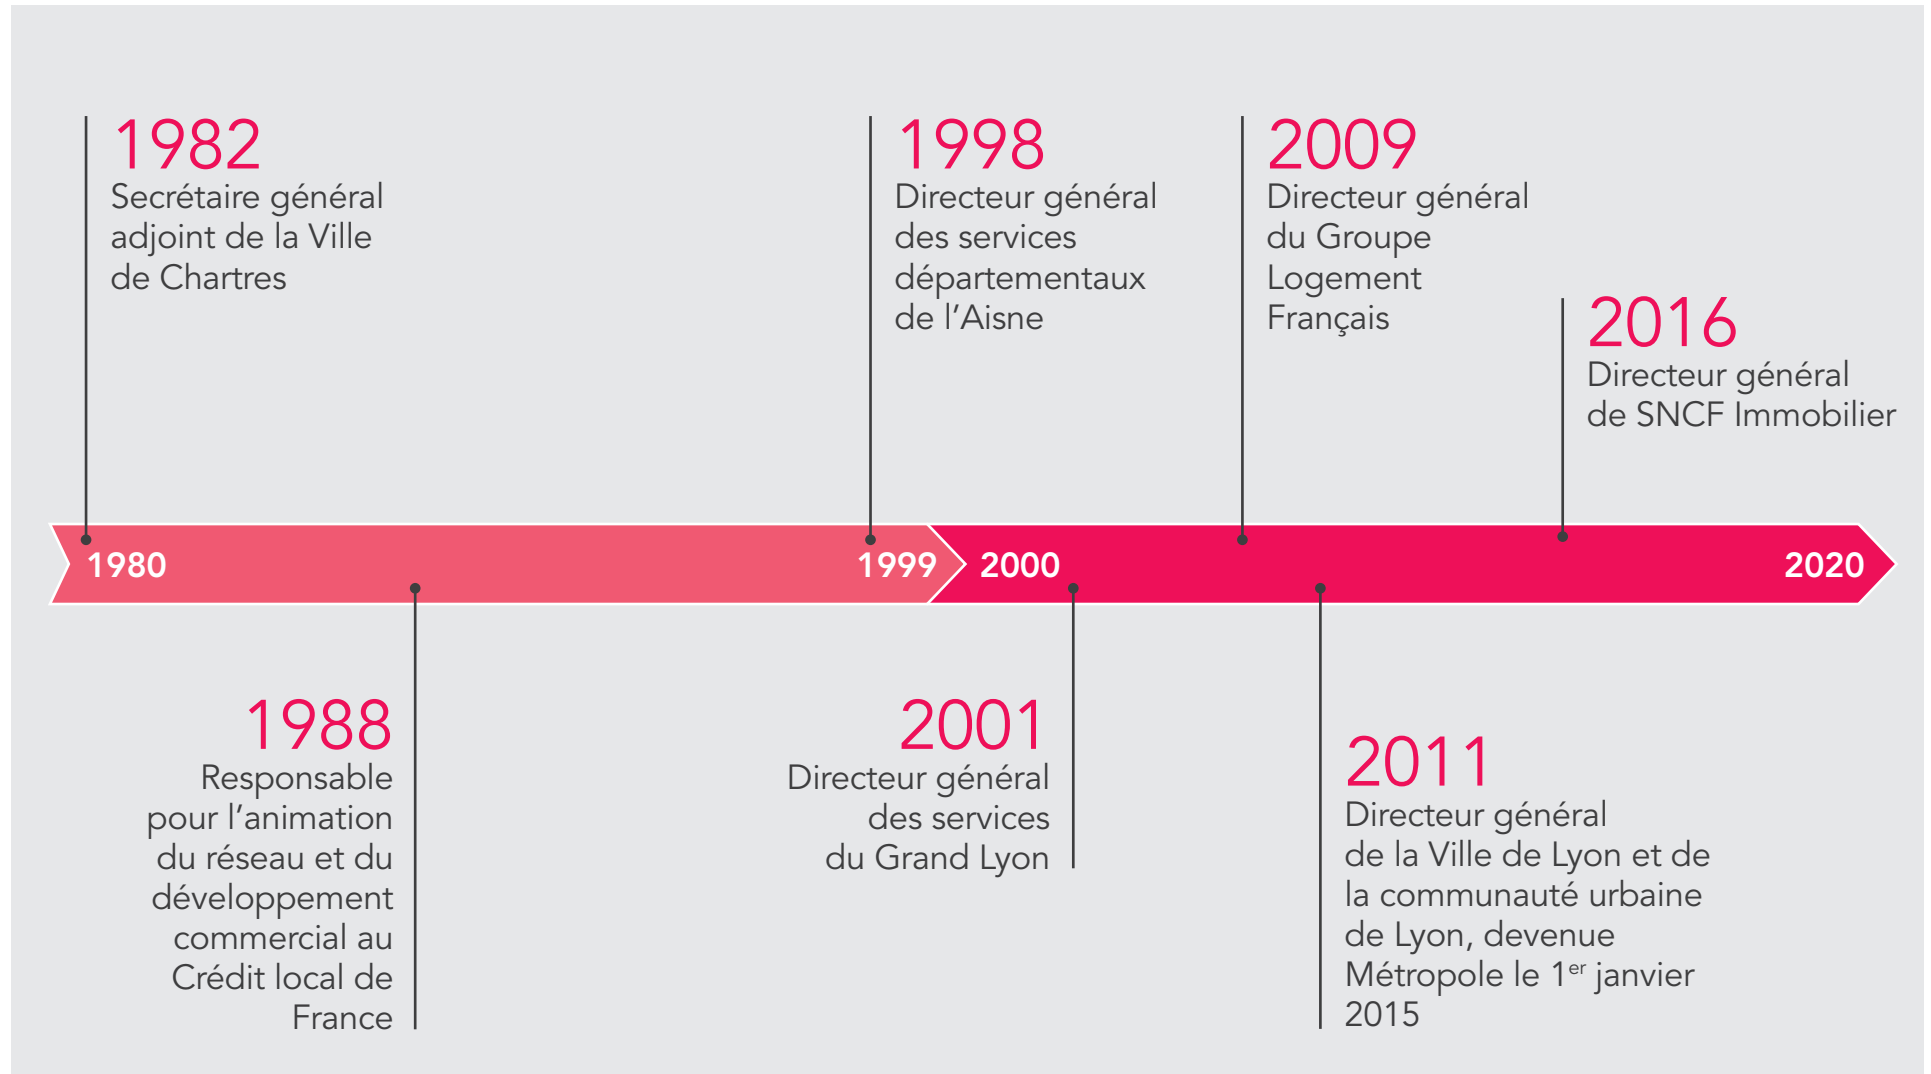 1982
Secrétaire général
adjoint de la Ville
de Chartres
1998
Directeur général
des services
départementaux
de l’Aisne
2009
Directeur général
du Groupe
Logement
Français
2016
Directeur général
de SNCF Immobilier
1980
1999
2000
2020
1988
Responsable
pour l’animation
du réseau et du
développement
commercial au
Crédit local de
France
2001
Directeur général
des services
du Grand Lyon
2011
Directeur général
de la Ville de Lyon et de
la communauté urbaine
de Lyon, devenue
Métropole le 1er janvier
2015